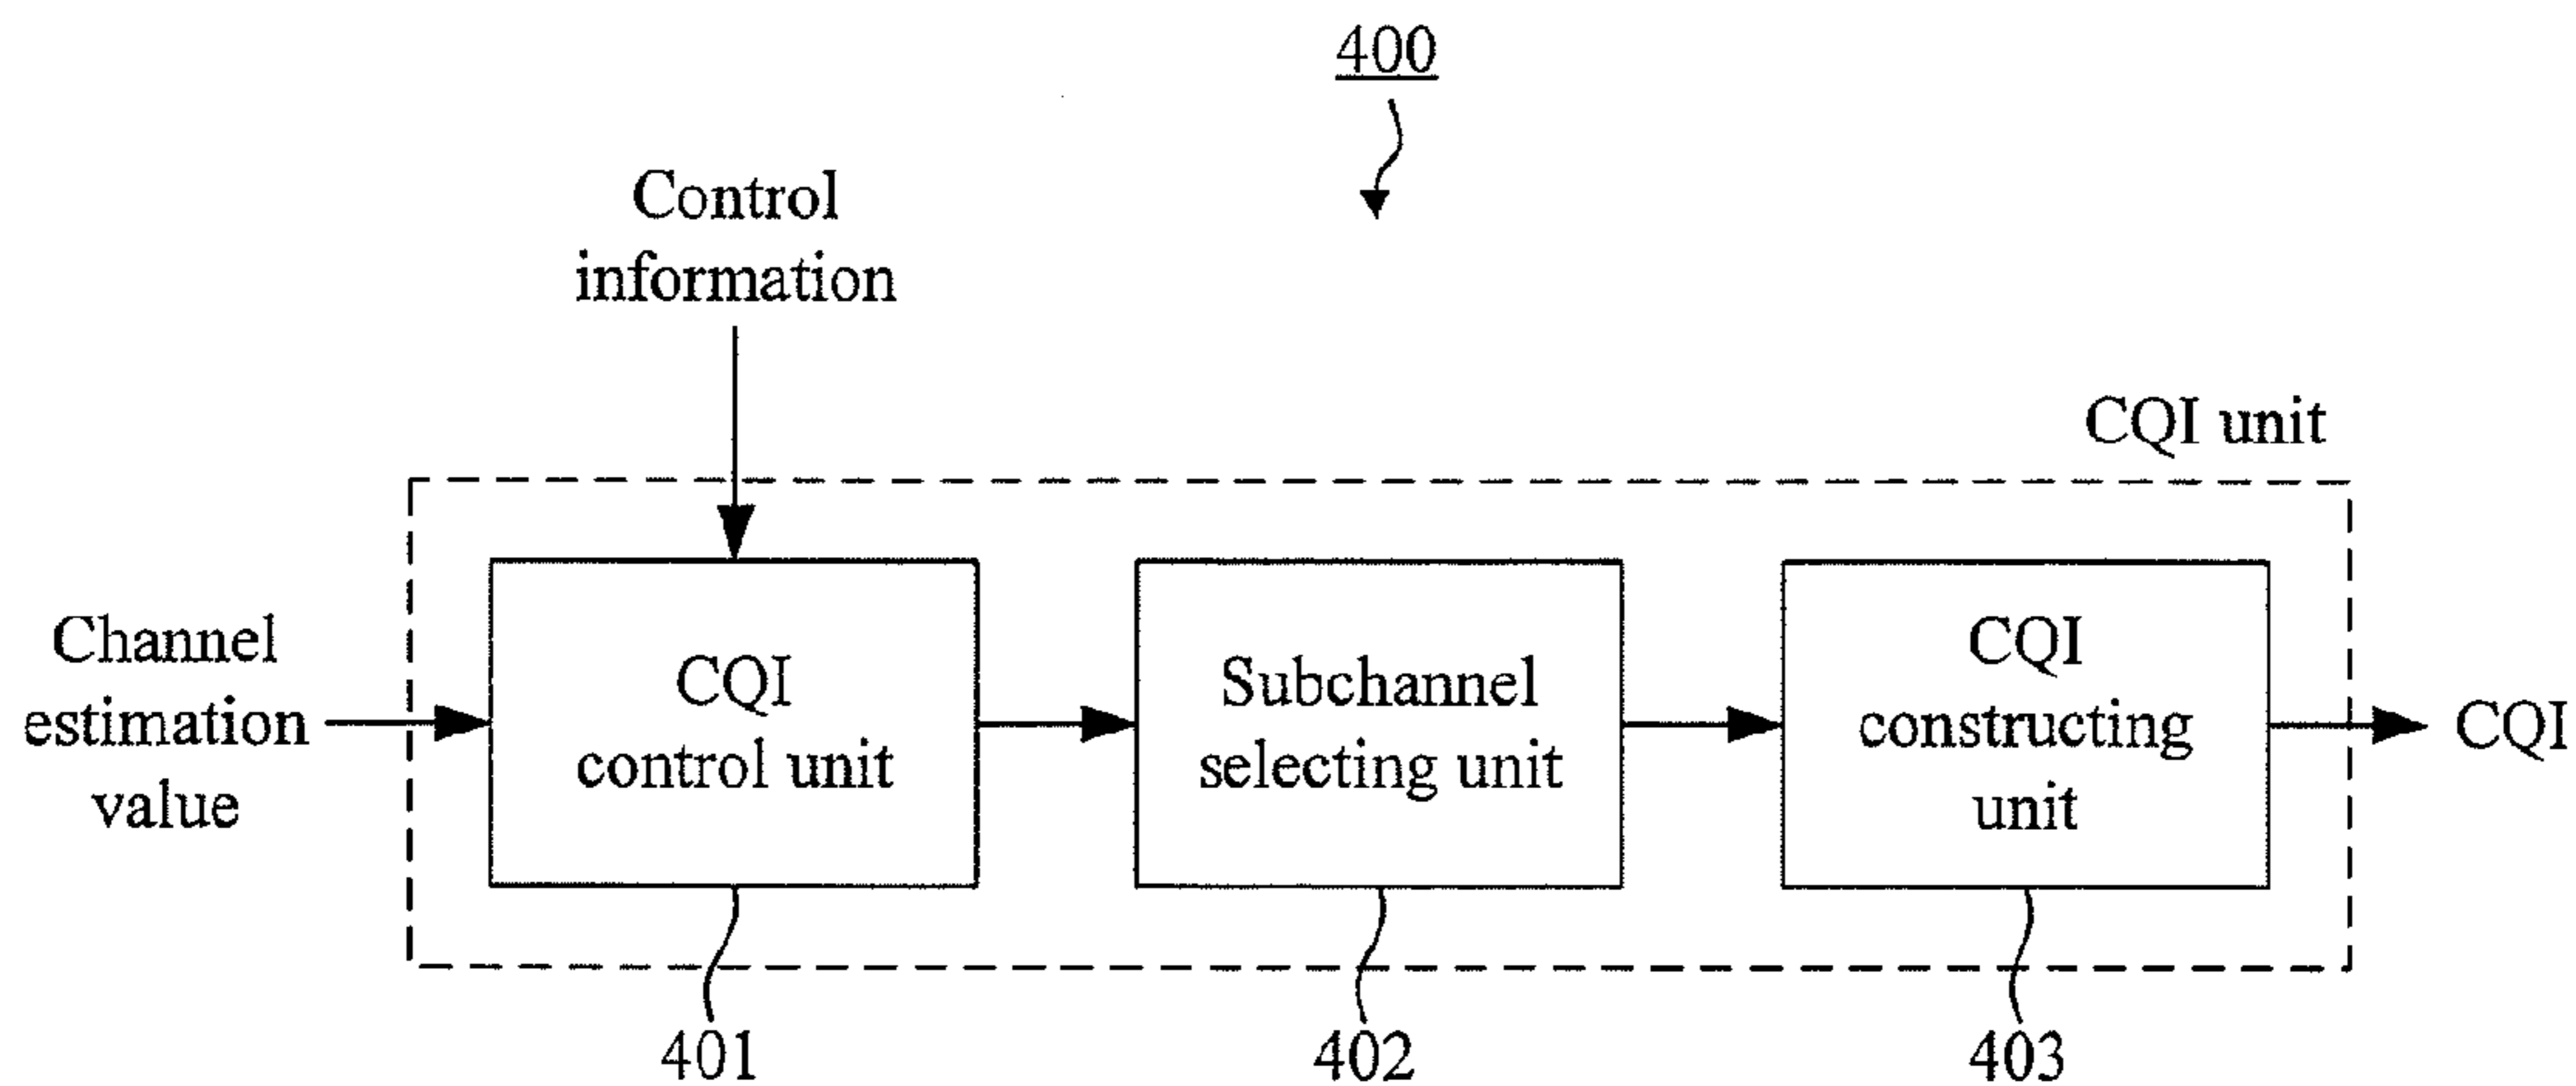 400
Control
information
CQI unit
Channel
estimation
value
CQI
control unit
Subchannel
selecting unit
CQI
constructing
unit
CQI
401
402
403